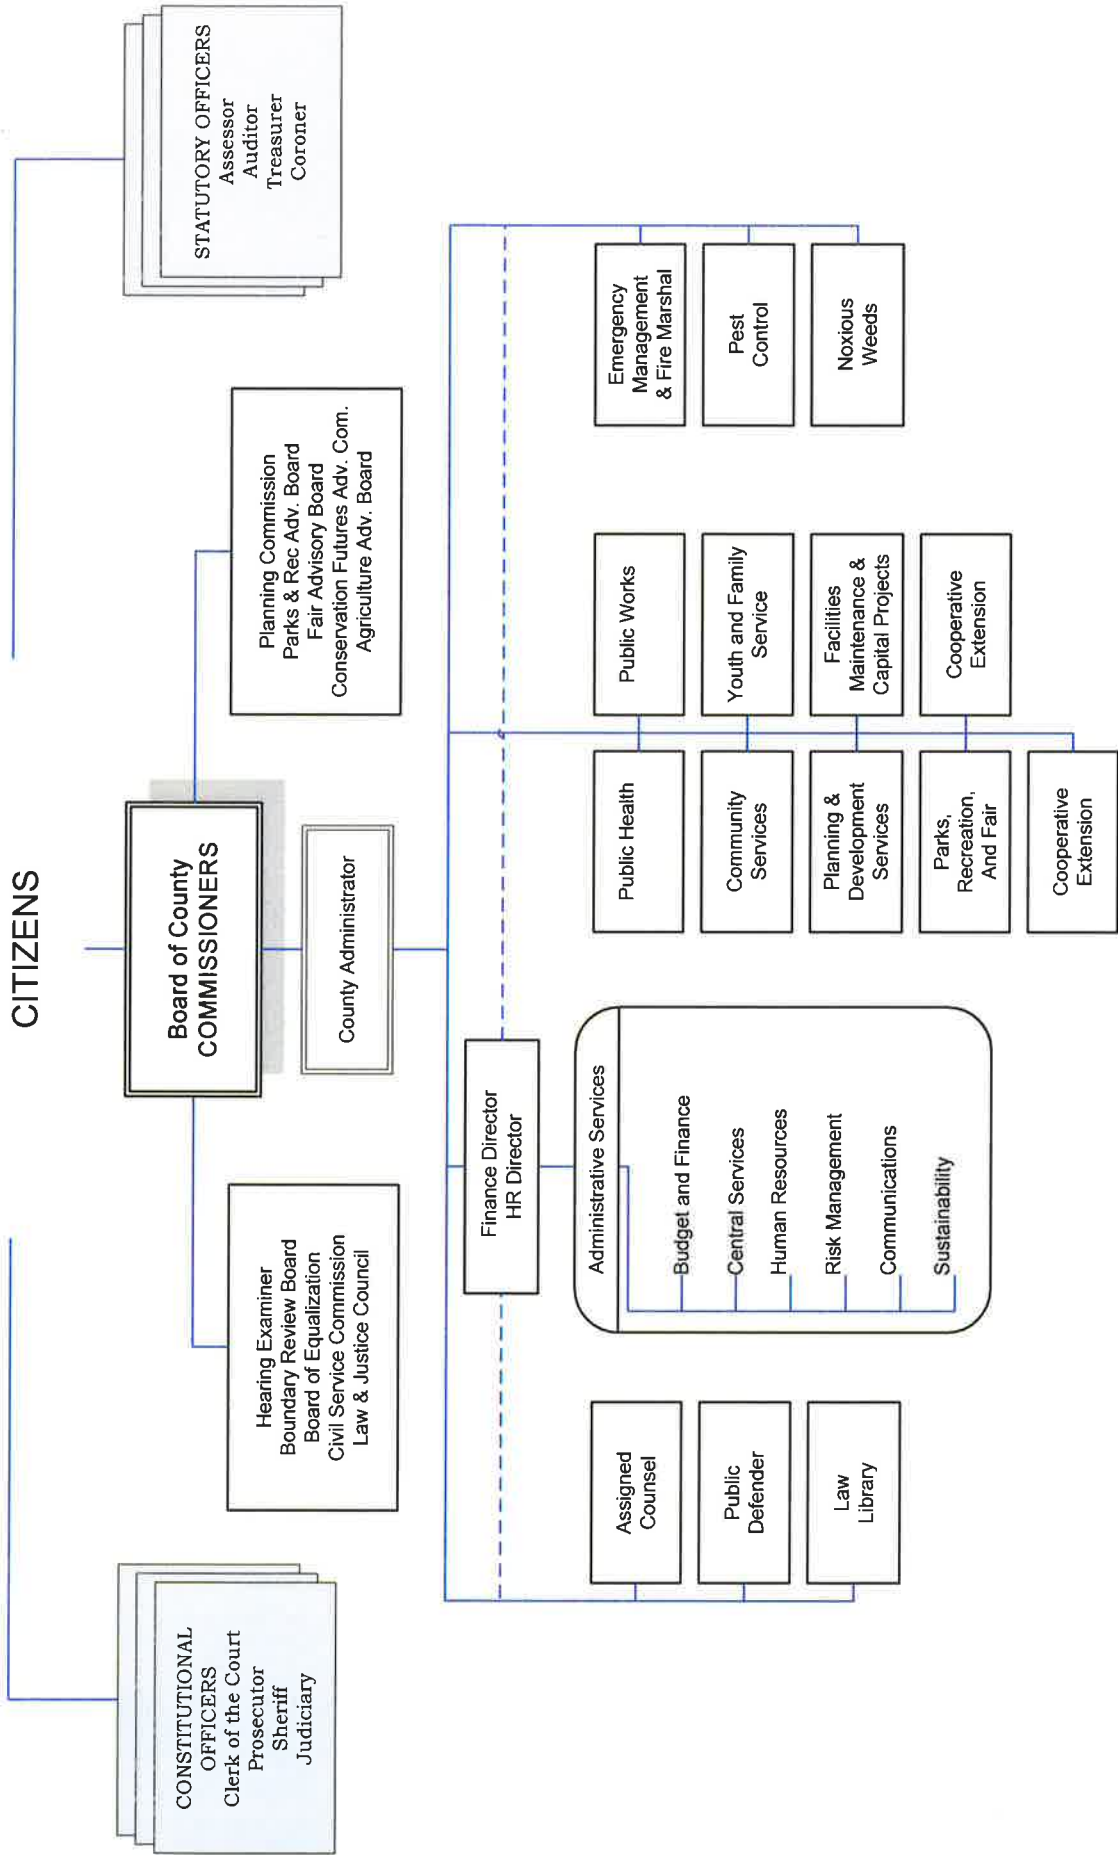 CITIZENS
CONSTITUTIONAL
OFFICERS
Clerk of the Court
Prosecutor
Sheriff
Judiciary
Board of County
COMMISSIONERS
STATUTORY OFFICERS
Assessor
Auditor
Treasurer
Coroner
Hearing Examiner
Boundary Review Board
Board of Equalization
Civil Service Commission
Law & Justice Council
Planning Commission
Parks & Rec Adv. Board
Fair Advisory Board
Conservation Futures Adv. Com.
Agriculture Adv. Board
County Administrator
Finance Director
HR Director
Assigned
Counsel
Public
Defender
Law
Library
Administrative Services
Budget and Finance
Central Services
Human Resources
Risk Management
Communications
Sustainability
Public Health
Public Works
Community
Services
Youth and Family
Service
Planning &
Development
Services
Facilities
Maintenance &
Capital Projects
Parks,
Recreation,
And Fair
Cooperative
Extension
Cooperative
Extension
Emergency
Management
& Fire Marshal
Pest
Control
Noxious
Weeds